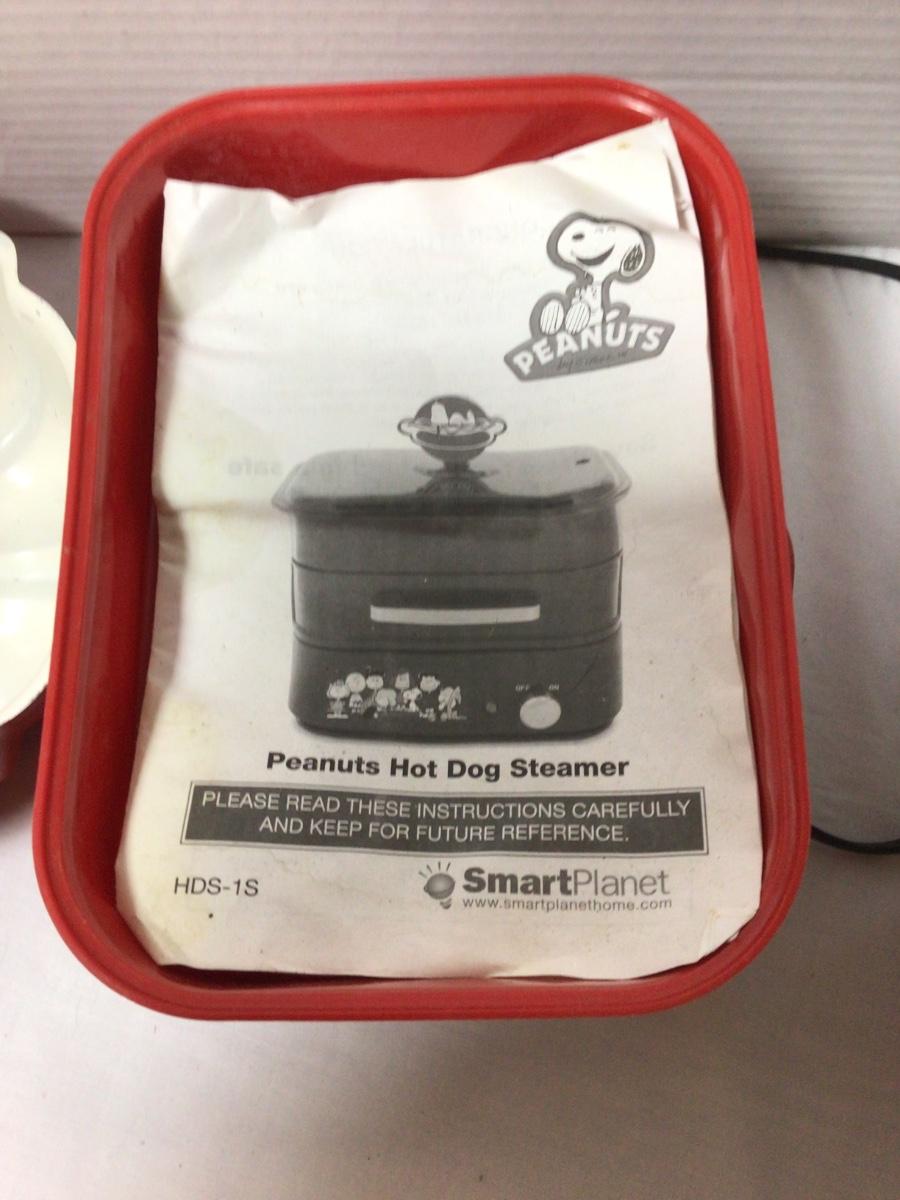 PEANUTS
OFF ON
Peanuts Hot Dog Steamer
PLEASE READ THESE INSTRUCTIONS CAREFULLY
AND KEEP FOR FUTURE REFERENCE.
HDS-1S
SmartPlanet
www.smartplanethome.com